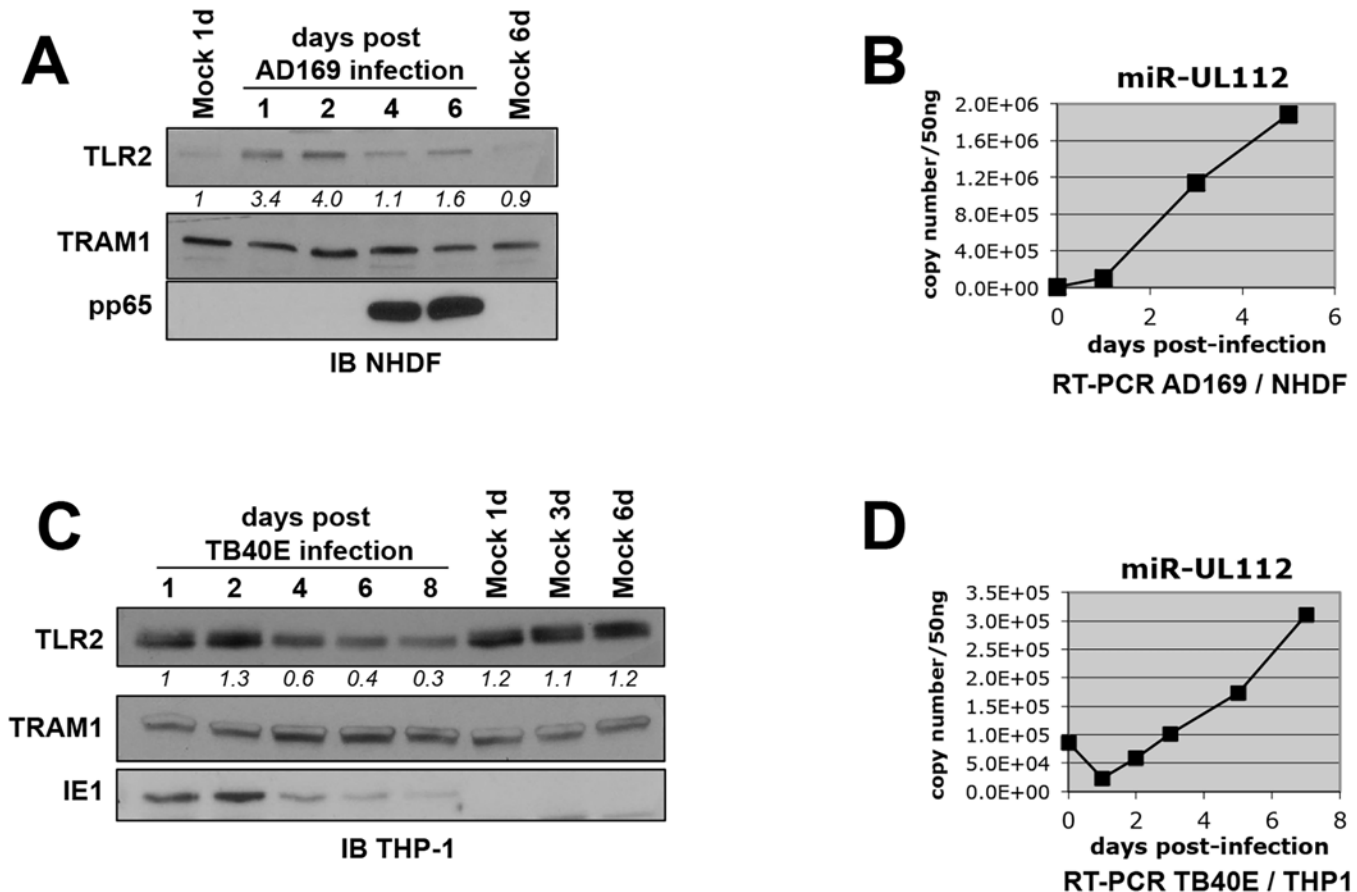 A
Mock 1d
days post
AD169 infection
1 2 4 6
Mock 6d
TLR2
1 3.4 4.0 1.1 1.6 0.9
TRAM1
pp65
IB NHDF
B
miR-UL112
copy number/50ng
2.0E+06
1.6E+06
1.2E+06
8.0E+05
4.0E+05
0.0E+00
0 2 4 6
days post-infection
RT-PCR AD169 / NHDF
C
days post
TB40E infection
1 2 4 6 8
Mock 1d
Mock 3d
Mock 6d
TLR2
1 1.3 0.6 0.4 0.3 1.2 1.1 1.2
TRAM1
IE1
IB THP-1
D
miR-UL112
copy number/50ng
3.5E+05
3.0E+05
2.5E+05
2.0E+05
1.5E+05
1.0E+05
5.0E+04
0.0E+00
0 2 4 6 8
days post-infection
RT-PCR TB40E / THP1